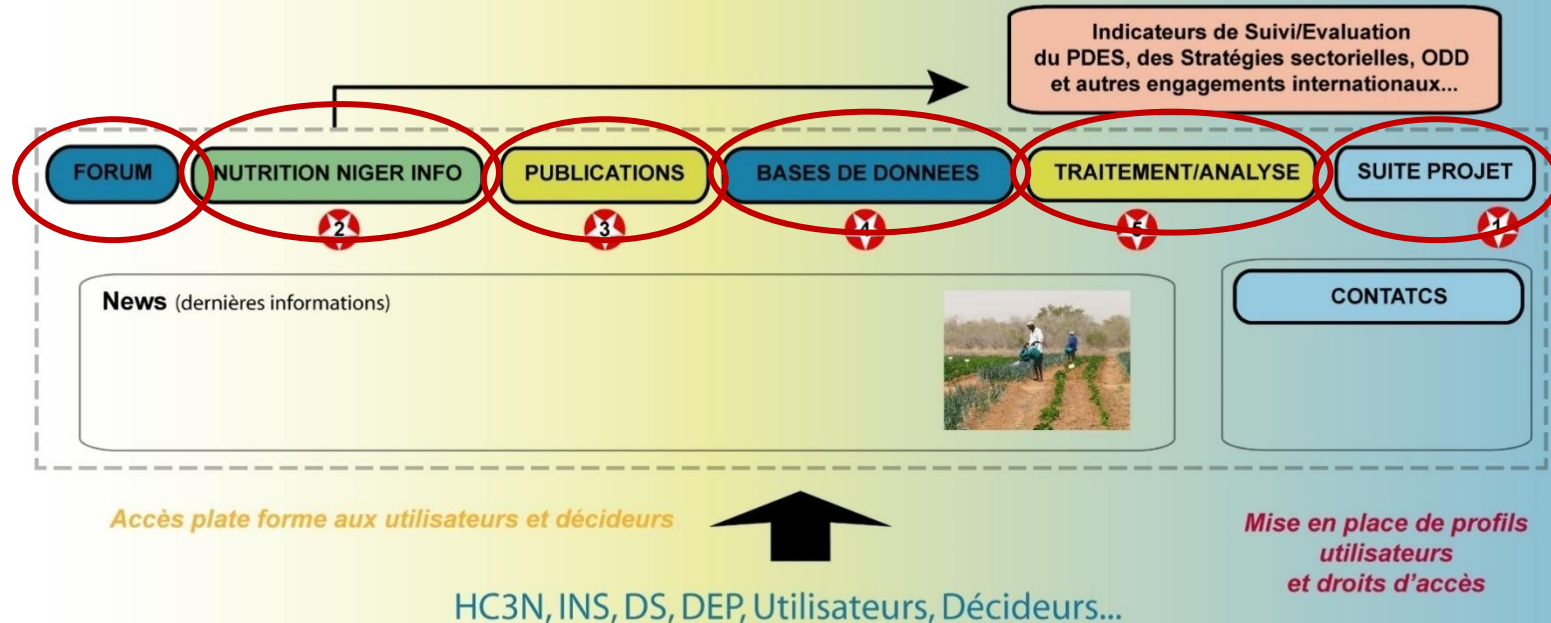 Indicateurs de Suivi/Evaluation
du PDES, des Stratégies sectorielles, ODD
et autres engagements internationaux...
FORUM
NUTRITION NIGER INFO
PUBLICATIONS
BASES DE DONNEES
TRAITEMENT/ANALYSE
SUITE PROJET
2
3
4
5
1
News (dernières informations)
CONTATCS
Accès plate forme aux utilisateurs et décideurs
Mise en place de profils
utilisateurs
et droits d'accès
HC3N, INS, DS, DEP, Utilisateurs, Décideurs...